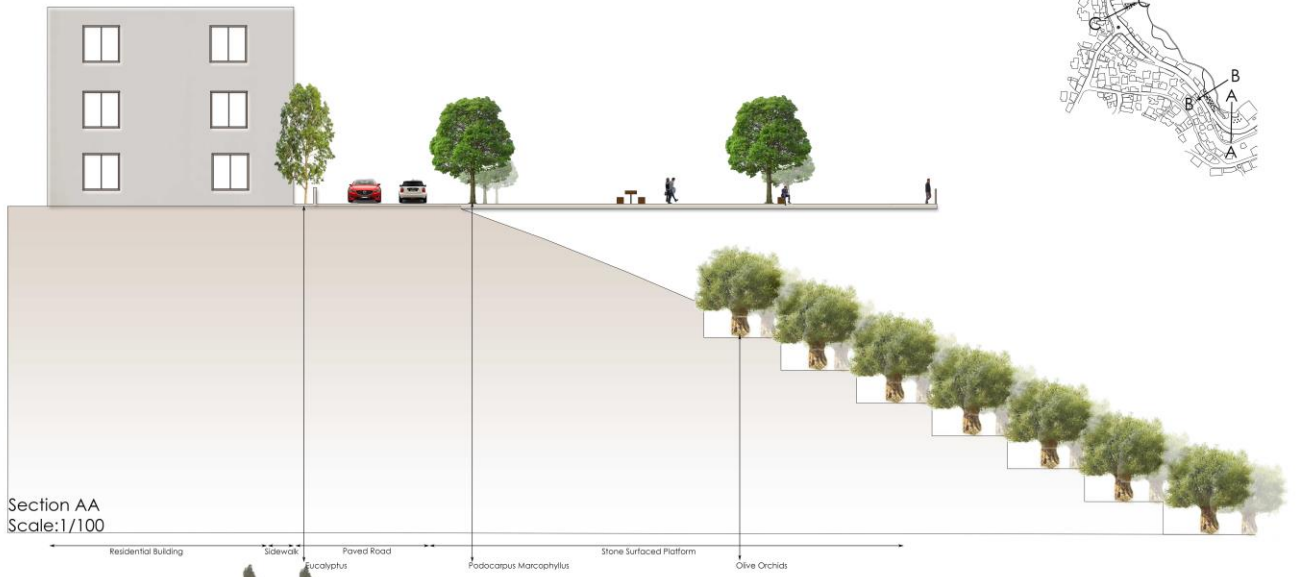 C
B
B
A
A
Section AA
Scale:1/100
Residential Building
Sidewalk
Paved Road
Stone Surfaced Platform
Eucalyptus
Podocarpus Marcophyllus
Olive Orchids